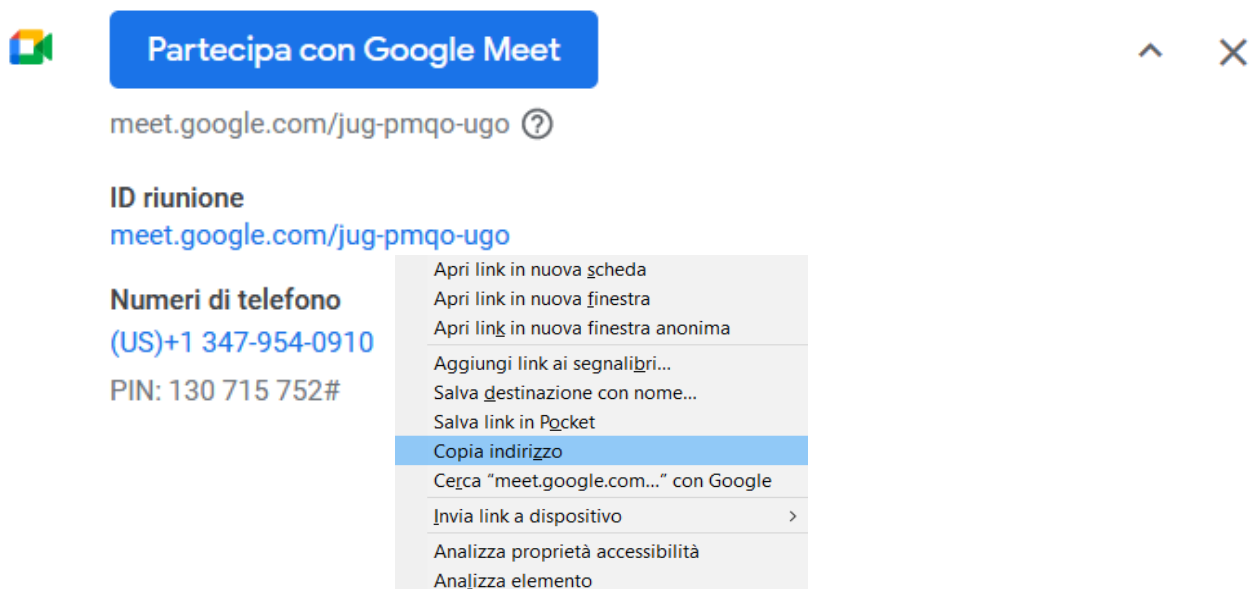 Partecipa con Google Meet
meet.google.com/jug-pmqo-ugo
ID riunione
meet.google.com/jug-pmqo-ugo
Numeri di telefono
(US)+1 347-954-0910
PIN: 130 715 752#
Apri link in nuova scheda
Apri link in nuova finestra
Apri link in nuova finestra anonima
Aggiungi link ai segnalibri...
Salva destinazione con nome...
Salva link in Pocket
Copia indirizzo
Cerca “meet.google.com...” con Google
Invia link a dispositivo
Analizza proprietà accessibilità
Analizza elemento